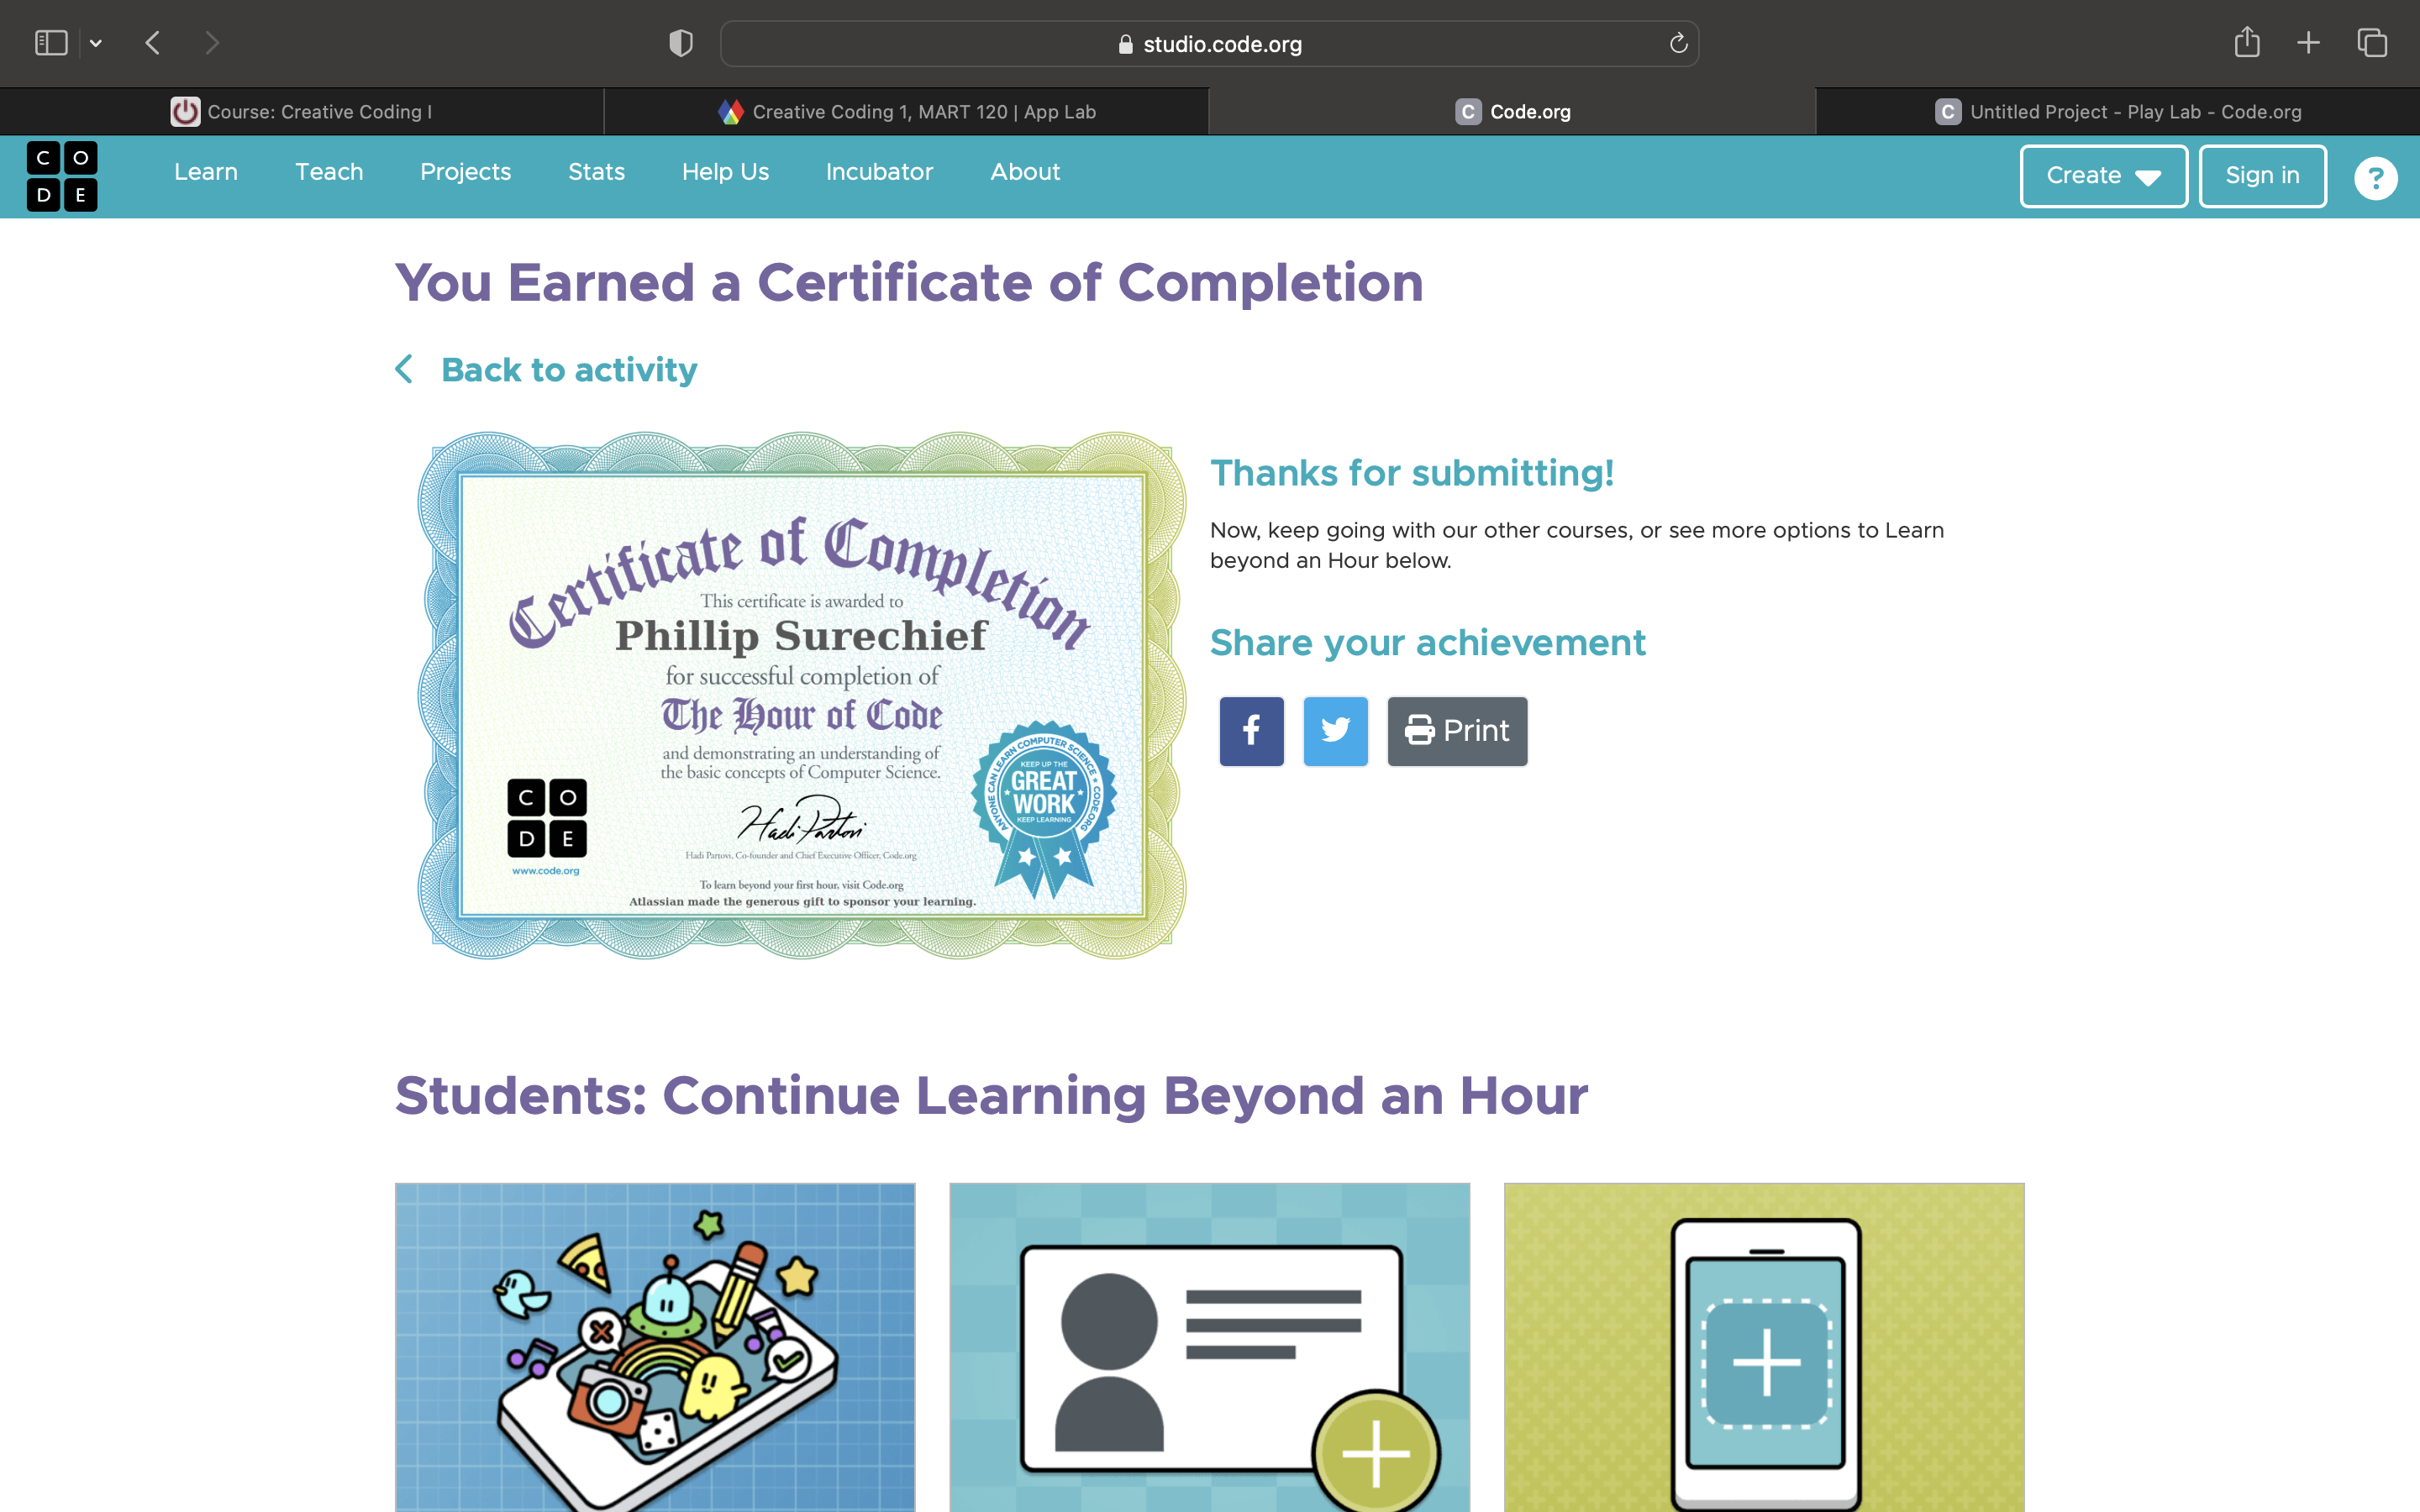 studio.code.org
Course: Creative Coding I
Creative Coding 1, MART 120 | App Lab
C Code.org
C Untitled Project - Play Lab - Code.org
C O
D E
Learn Teach Projects Stats Help Us Incubator About
Create
Sign in
?
You Earned a Certificate of Completion
Back to activity
Certificate of Completion
This certificate is awarded to
Phillip Surechief
for successful completion of
The Hour of Code
and demonstrating an understanding of
the basic concepts of Computer Science.
Hadi Partovi
Hadi Partovi, Co-founder and Chief Executive Officer, Code.org
To learn beyond your first hour, visit Code.org
Atlassian made the generous gift to sponsor your learning.
C O
D E
www.code.org
ANYONE CAN LEARN COMPUTER SCIENCE • CODE.ORG
KEEP UP THE
GREAT
WORK
KEEP LEARNING
Thanks for submitting!
Now, keep going with our other courses, or see more options to Learn
beyond an Hour below.
Share your achievement
f
Print
Students: Continue Learning Beyond an Hour